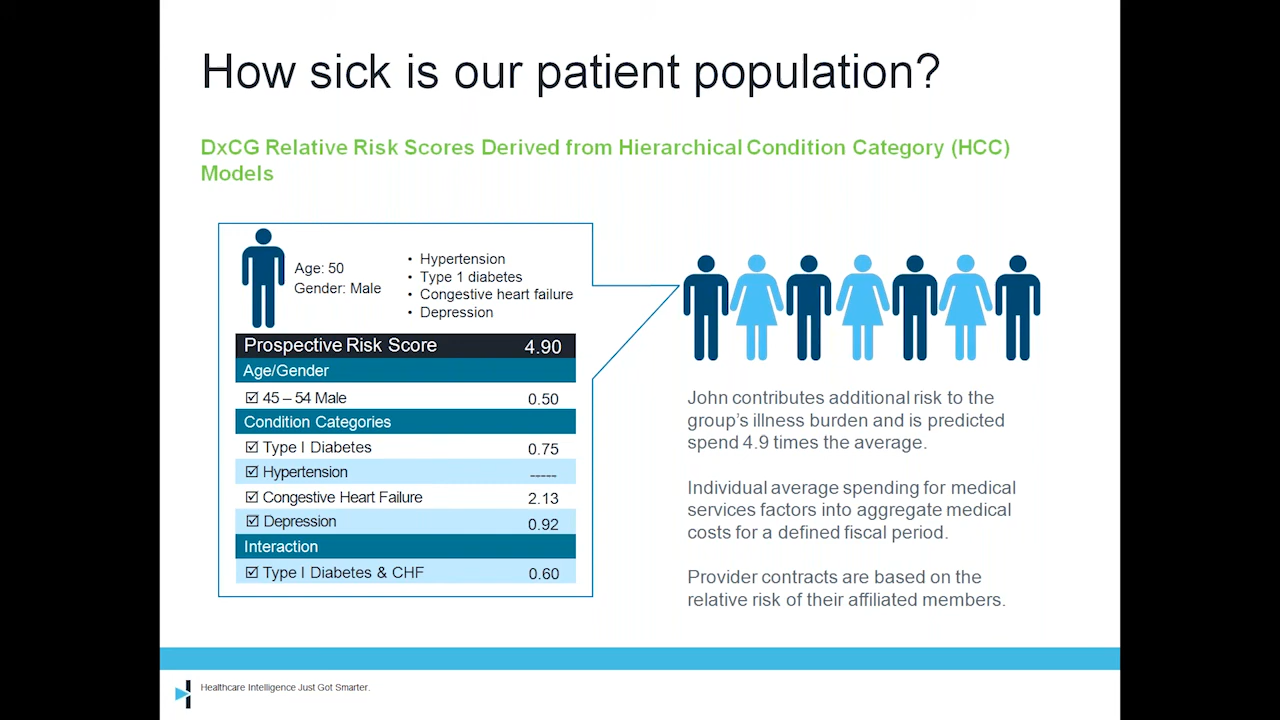 How sick is our patient population?
DxCG Relative Risk Scores Derived from Hierarchical Condition Category (HCC)
Models
Age: 50
Gender: Male
• Hypertension
• Type 1 diabetes
• Congestive heart failure
• Depression
Prospective Risk Score 4.90
Age/Gender
☑ 45 – 54 Male 0.50
Condition Categories
☑ Type I Diabetes 0.75
☑ Hypertension -----
☑ Congestive Heart Failure 2.13
☑ Depression 0.92
Interaction
☑ Type I Diabetes & CHF 0.60
John contributes additional risk to the
group's illness burden and is predicted
spend 4.9 times the average.
Individual average spending for medical
services factors into aggregate medical
costs for a defined fiscal period.
Provider contracts are based on the
relative risk of their affiliated members.
Healthcare Intelligence Just Got Smarter.